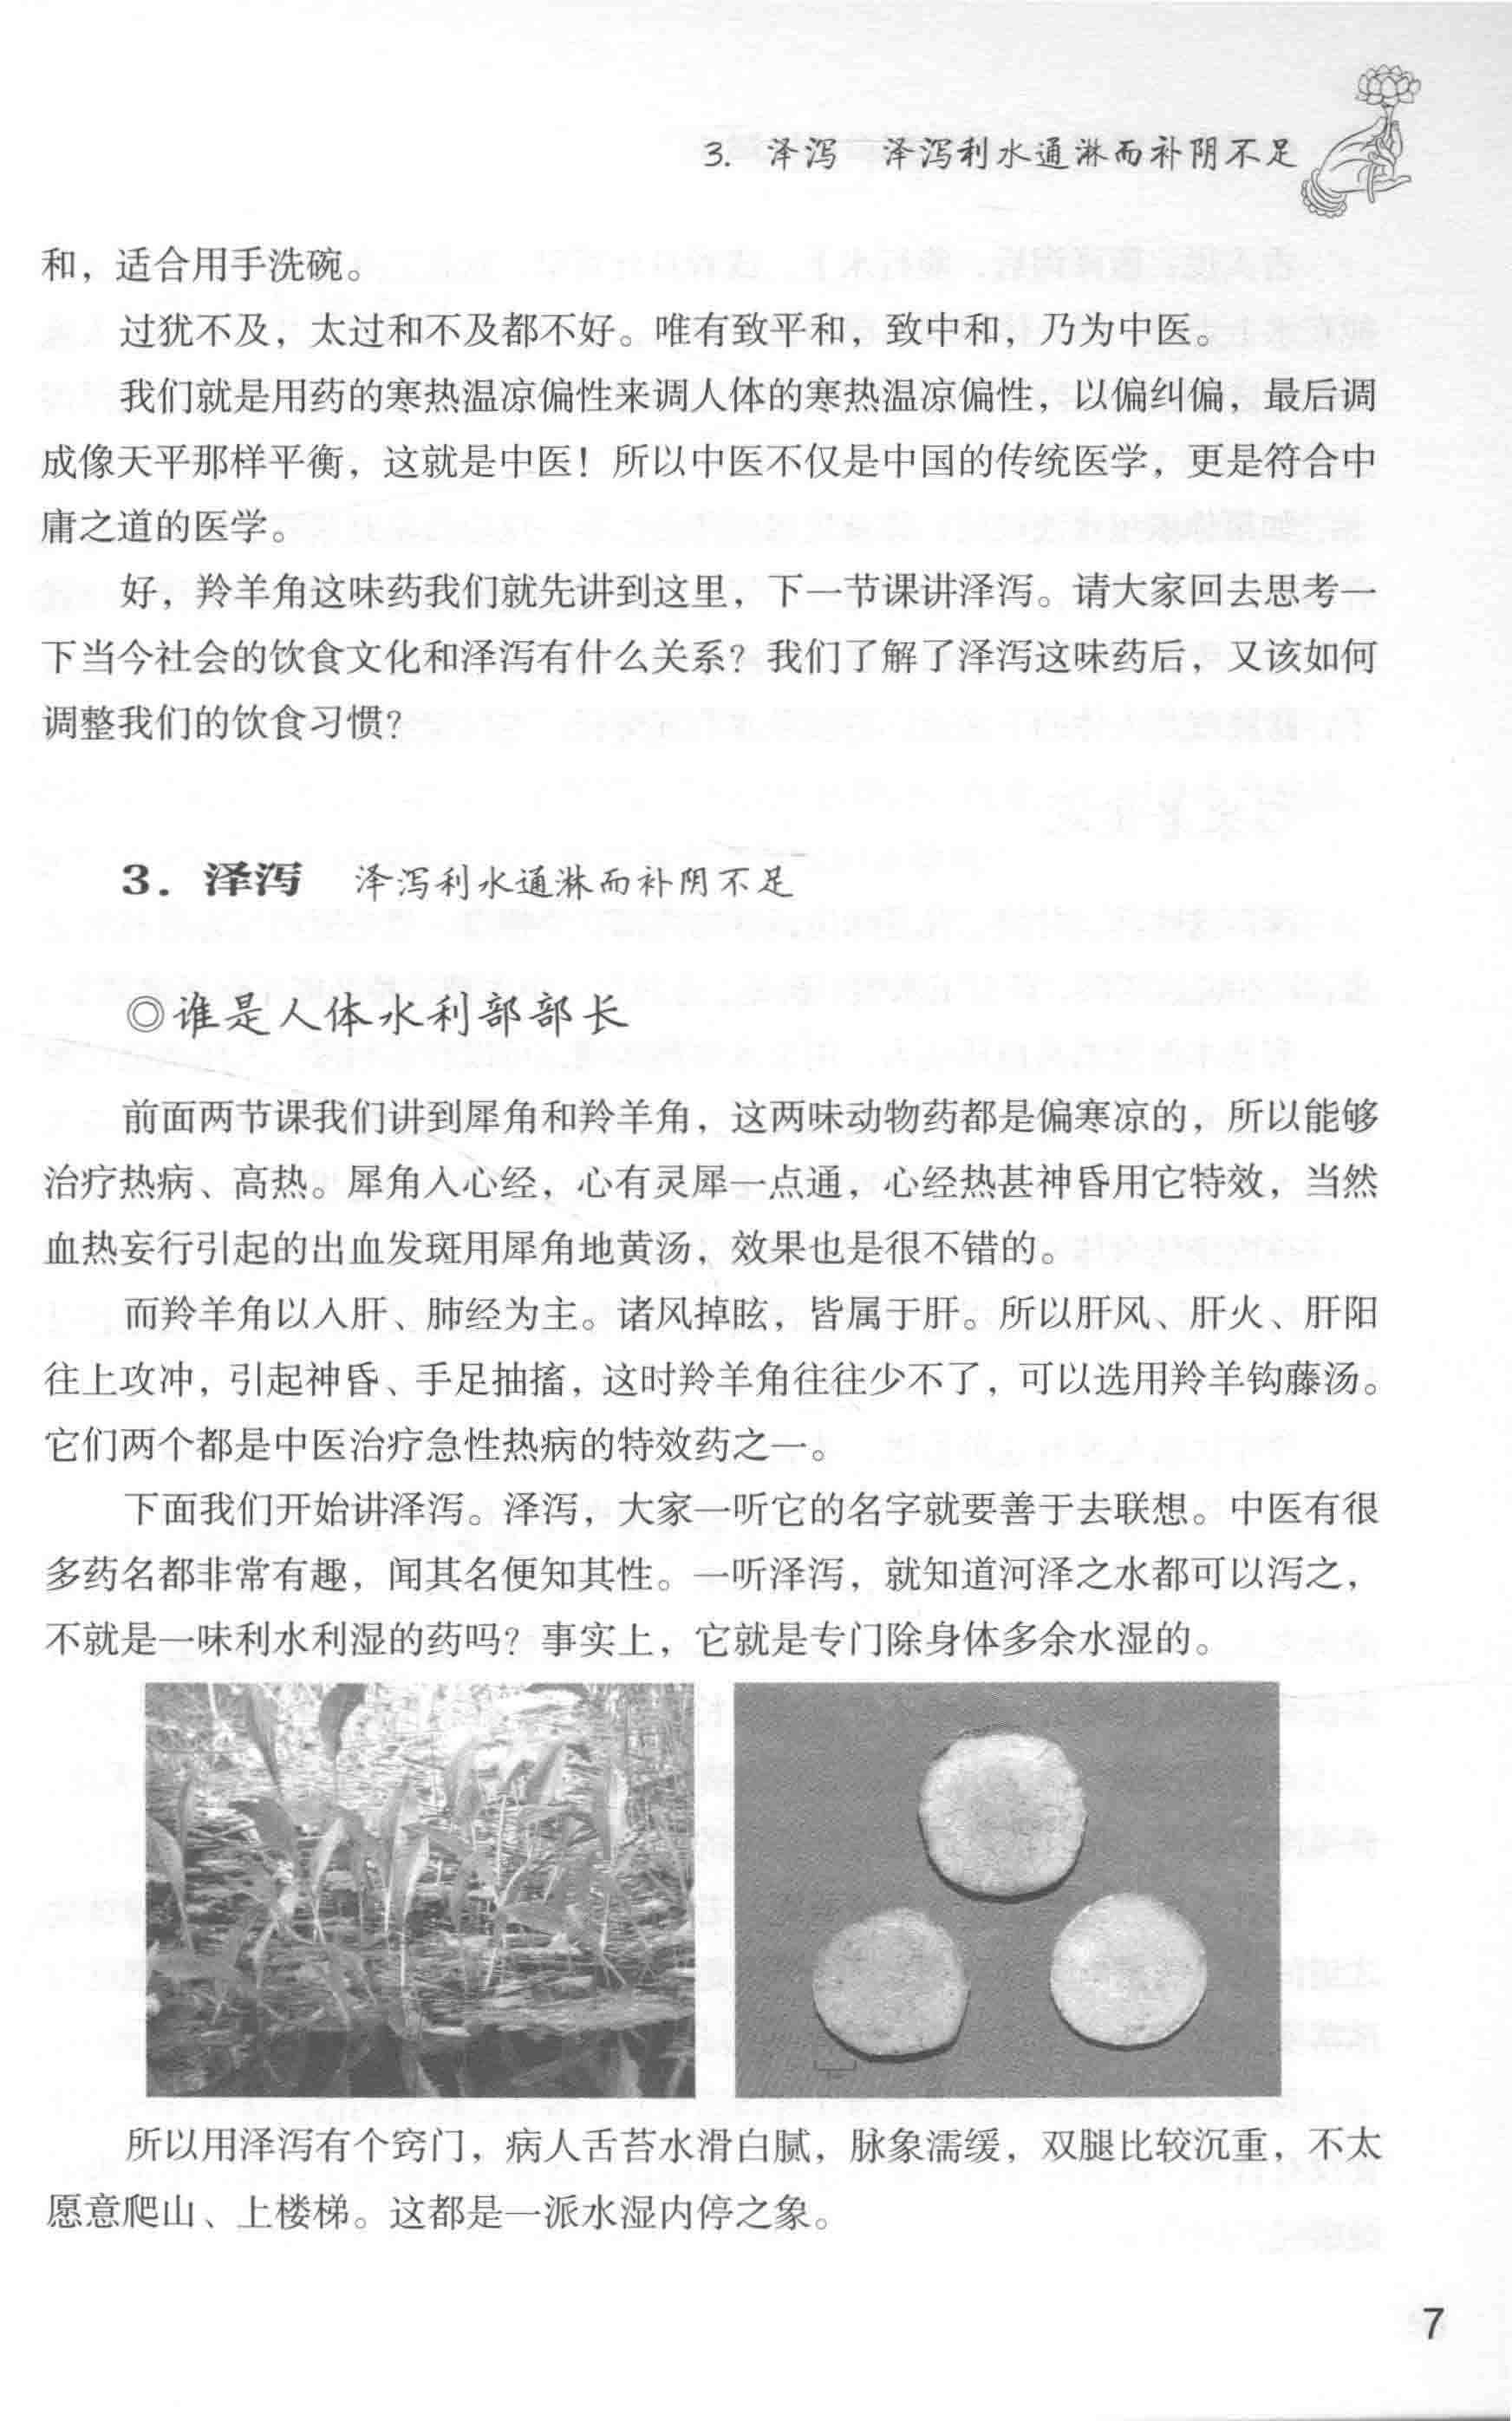 3. 泽泻 泽泻利水通淋而补阴不足
和，适合用手洗碗。
过犹不及，太过和不及都不好。唯有致平和，致中和，乃为中医。
我们就是用药的寒热温凉偏性来调人体的寒热温凉偏性，以偏纠偏，最后调
成像天平那样平衡，这就是中医！所以中医不仅是中国的传统医学，更是符合中
庸之道的医学。
好，羚羊角这味药我们就先讲到这里，下一节课讲泽泻。请大家回去思考一
下当今社会的饮食文化和泽泻有什么关系？我们了解了泽泻这味药后，又该如何
调整我们的饮食习惯？
3. 泽泻 泽泻利水通淋而补阴不足
◎谁是人体水利部部长
前面两节课我们讲到犀角和羚羊角，这两味动物药都是偏寒凉的，所以能够
治疗热病、高热。犀角入心经，心有灵犀一点通，心经热甚神昏用它特效，当然
血热妄行引起的出血发斑用犀角地黄汤，效果也是很不错的。
而羚羊角以入肝、肺经为主。诸风掉眩，皆属于肝。所以肝风、肝火、肝阳
往上攻冲，引起神昏、手足抽搐，这时羚羊角往往少不了，可以选用羚羊钩藤汤。
它们两个都是中医治疗急性热病的特效药之一。
下面我们开始讲泽泻。泽泻，大家一听它的名字就要善于去联想。中医有很
多药名都非常有趣，闻其名便知其性。一听泽泻，就知道河泽之水都可以泻之，
不就是一味利水利湿的药吗？事实上，它就是专门除身体多余水湿的。
所以用泽泻有个窍门，病人舌苔水滑白腻，脉象濡缓，双腿比较沉重，不太
愿意爬山、上楼梯。这都是一派水湿内停之象。
7